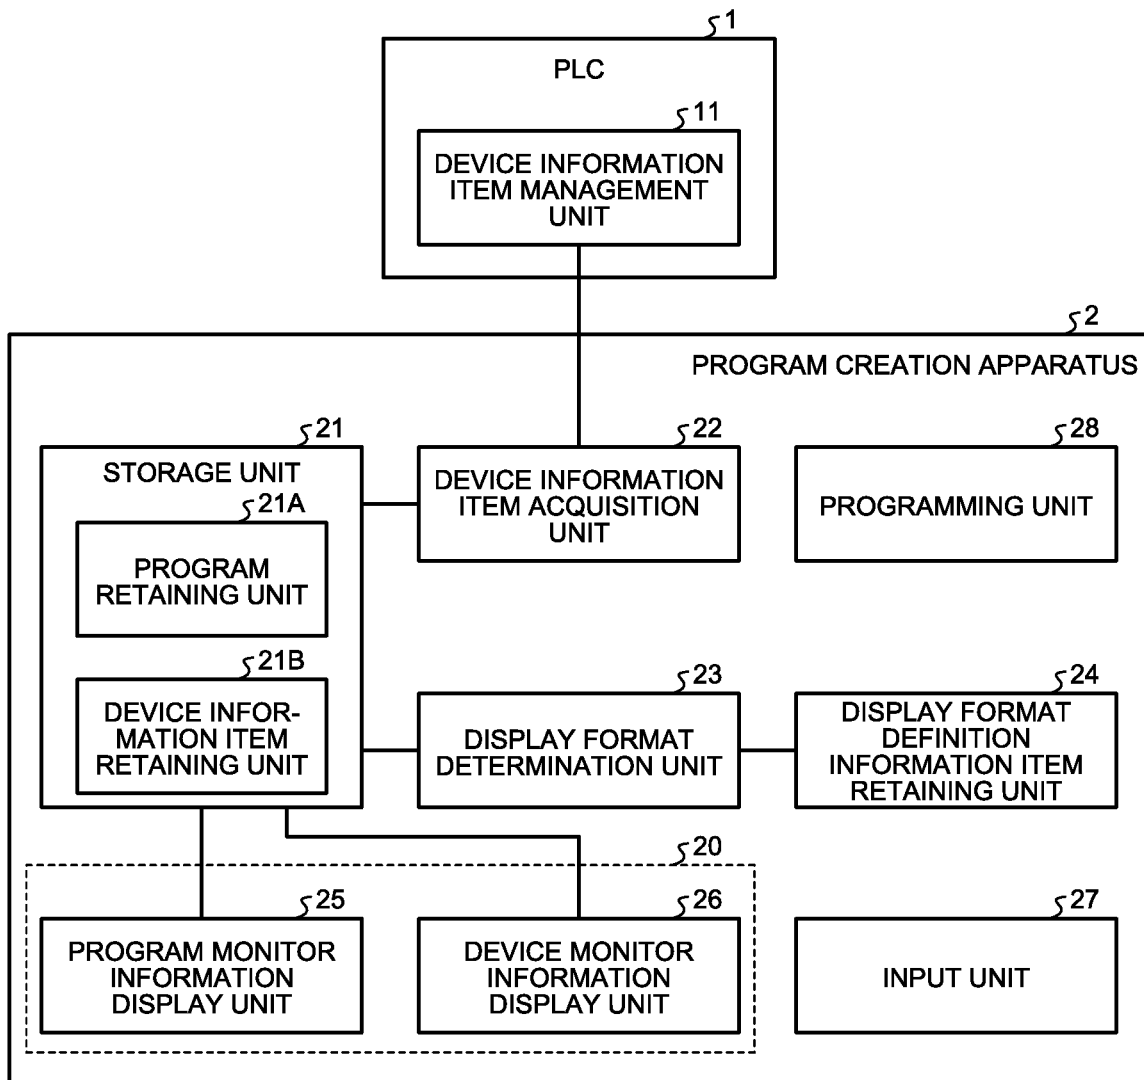 1
PLC
11
DEVICE INFORMATION
ITEM MANAGEMENT
UNIT
2
PROGRAM CREATION APPARATUS
21
STORAGE UNIT
21A
PROGRAM
RETAINING UNIT
21B
DEVICE INFOR-
MATION ITEM
RETAINING UNIT
22
DEVICE INFORMATION
ITEM ACQUISITION
UNIT
28
PROGRAMMING UNIT
23
DISPLAY FORMAT
DETERMINATION UNIT
24
DISPLAY FORMAT
DEFINITION
INFORMATION ITEM
RETAINING UNIT
20
25
PROGRAM MONITOR
INFORMATION
DISPLAY UNIT
26
DEVICE MONITOR
INFORMATION
DISPLAY UNIT
27
INPUT UNIT